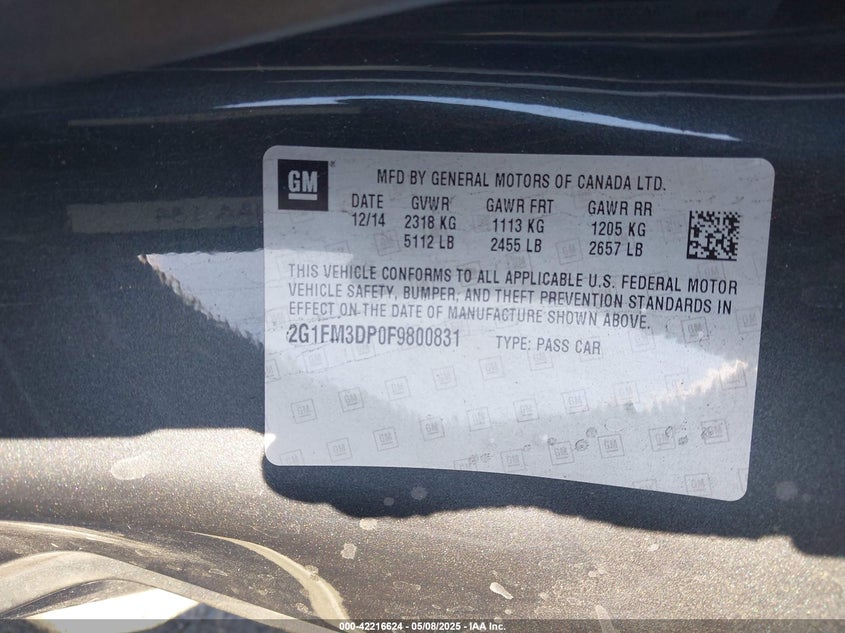 GM
MFD BY GENERAL MOTORS OF CANADA LTD.
DATE GVWR GAWR FRT GAWR RR
12/14 2318 KG 1113 KG 1205 KG
5112 LB 2455 LB 2657 LB
THIS VEHICLE CONFORMS TO ALL APPLICABLE U.S. FEDERAL MOTOR
VEHICLE SAFETY, BUMPER, AND THEFT PREVENTION STANDARDS IN
EFFECT ON THE DATE OF MANUFACTURE SHOWN ABOVE.
2G1FM3DP0F9800831 TYPE: PASS CAR
000-42216624 - 05/08/2025 - IAA Inc.